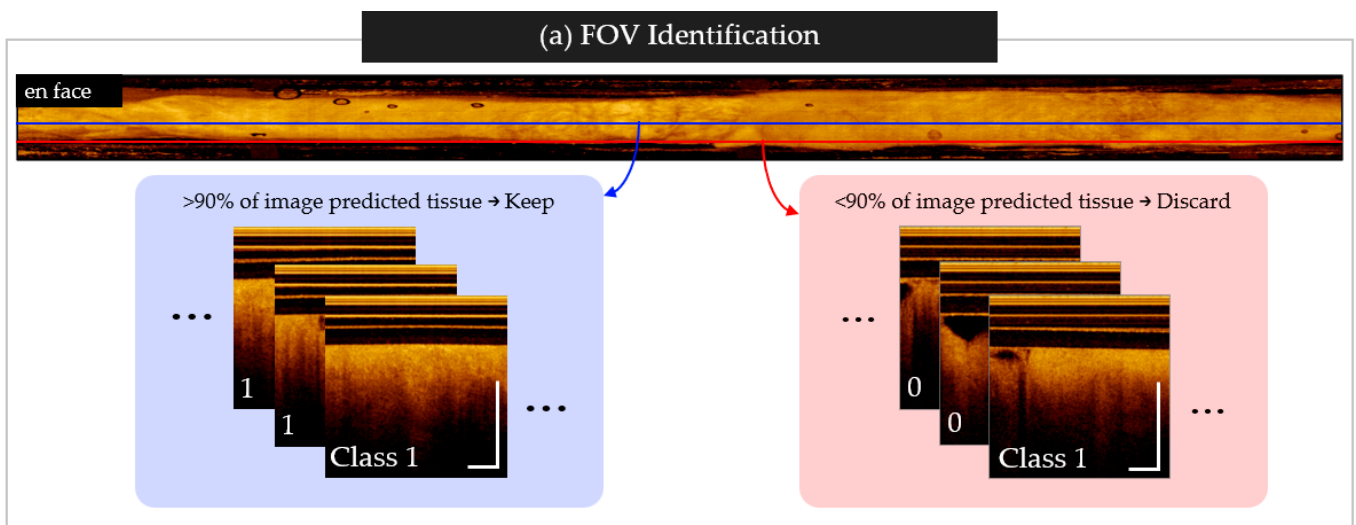 (a) FOV Identification
en face
>90% of image predicted tissue → Keep
<90% of image predicted tissue → Discard
...
1
1
Class 1
...
...
0
0
Class 1
...